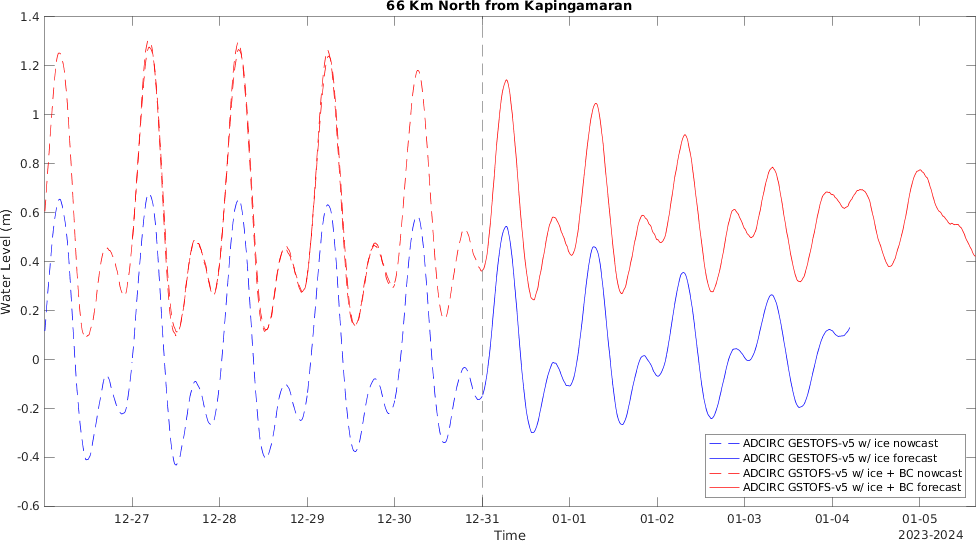 66 Km North from Kapingamaran
1.4
1.2
1
0.8
0.6
0.4
0.2
0
-0.2
-0.4
-0.6
Water Level (m)
12-27 12-28 12-29 12-30 12-31 01-01 01-02 01-03 01-04 01-05
Time
2023-2024
ADCIRC GESTOFS-v5 w/ ice nowcast
ADCIRC GESTOFS-v5 w/ ice forecast
ADCIRC GSTOFS-v5 w/ ice + BC nowcast
ADCIRC GSTOFS-v5 w/ ice + BC forecast